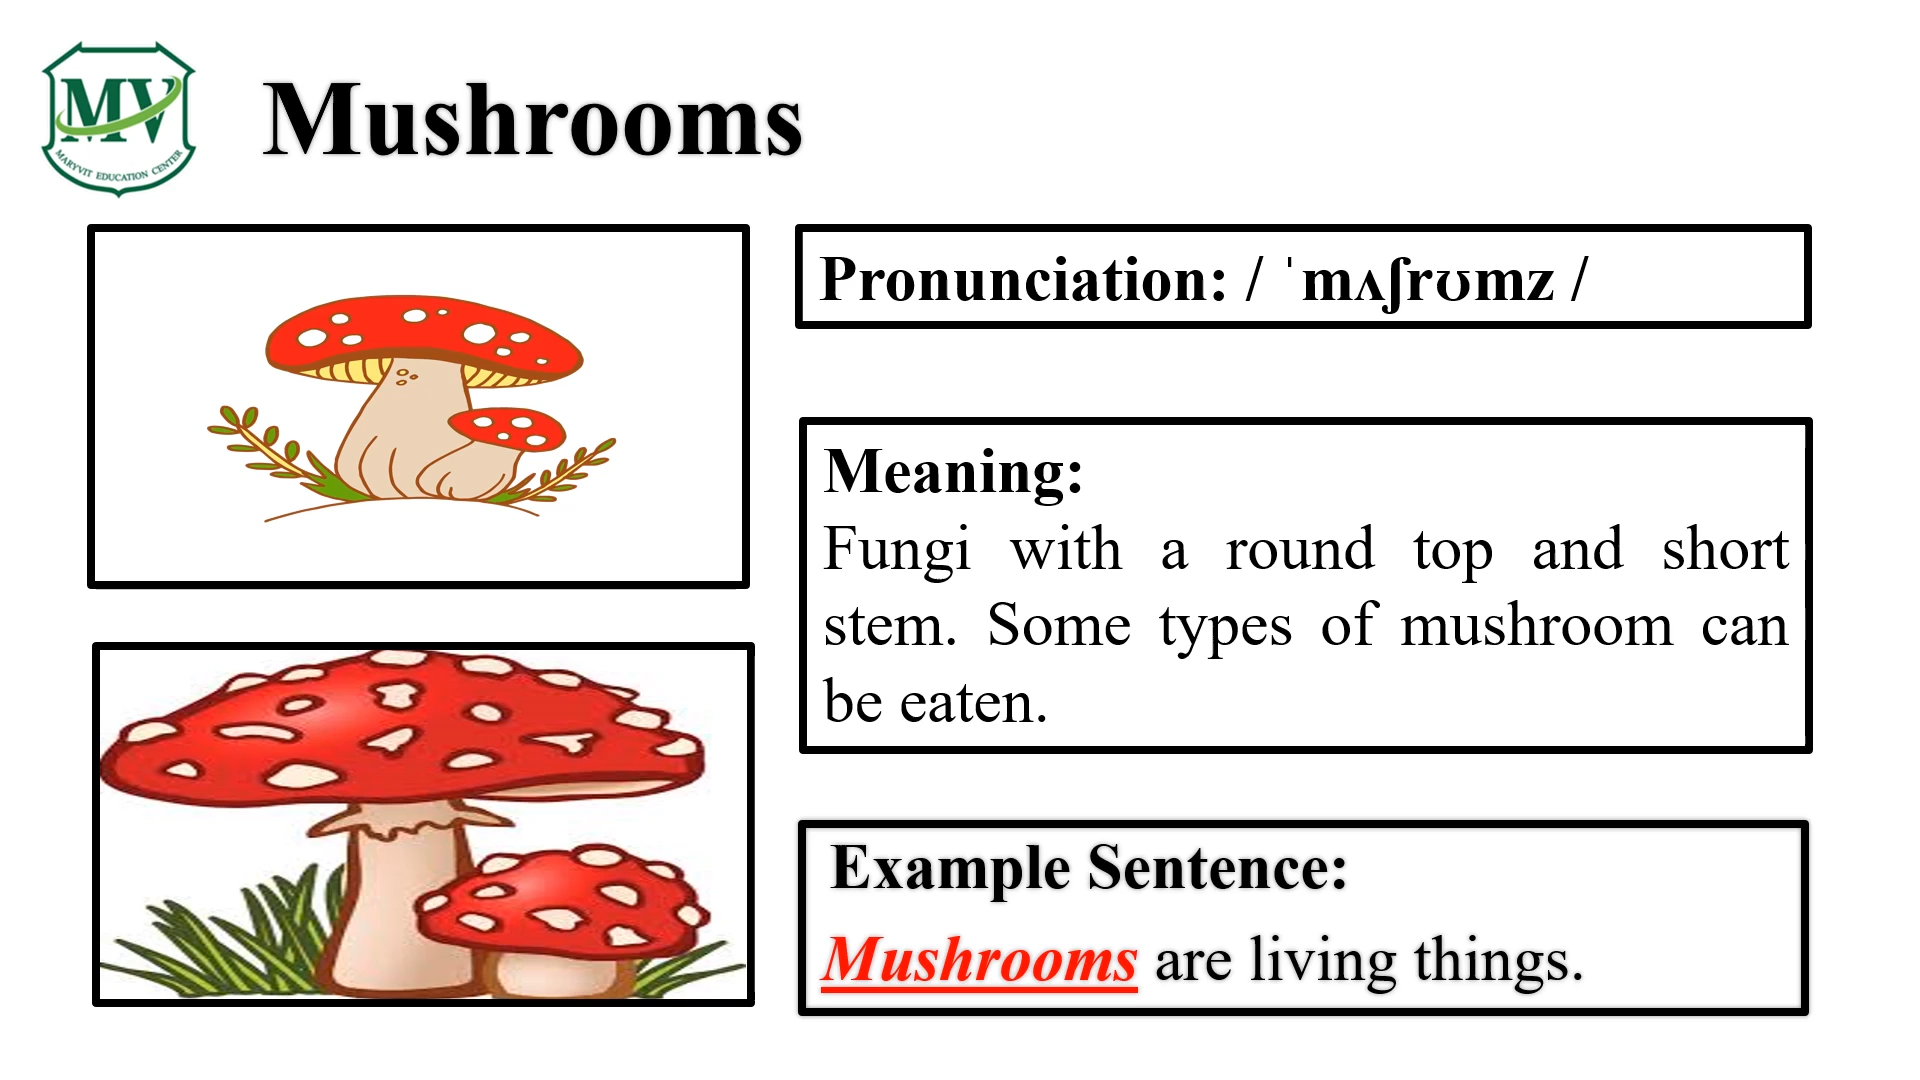 MV
MARYVIT EDUCATION CENTER
Mushrooms
Pronunciation: / ˈmʌʃrʊmz /
Meaning:
Fungi with a round top and short
stem. Some types of mushroom can
be eaten.
Example Sentence:
Mushrooms are living things.